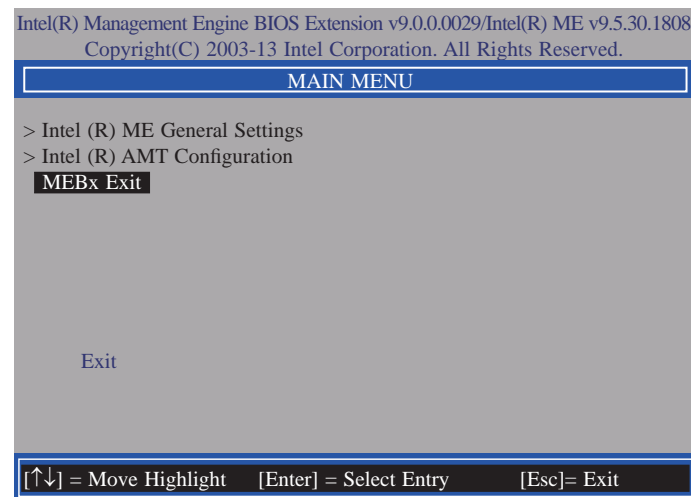 Intel(R) Management Engine BIOS Extension v9.0.0.0029/Intel(R) ME v9.5.30.1808
Copyright(C) 2003-13 Intel Corporation. All Rights Reserved.
MAIN MENU
> Intel (R) ME General Settings
> Intel (R) AMT Configuration
MEBx Exit
Exit
[↑↓] = Move Highlight [Enter] = Select Entry [Esc]= Exit